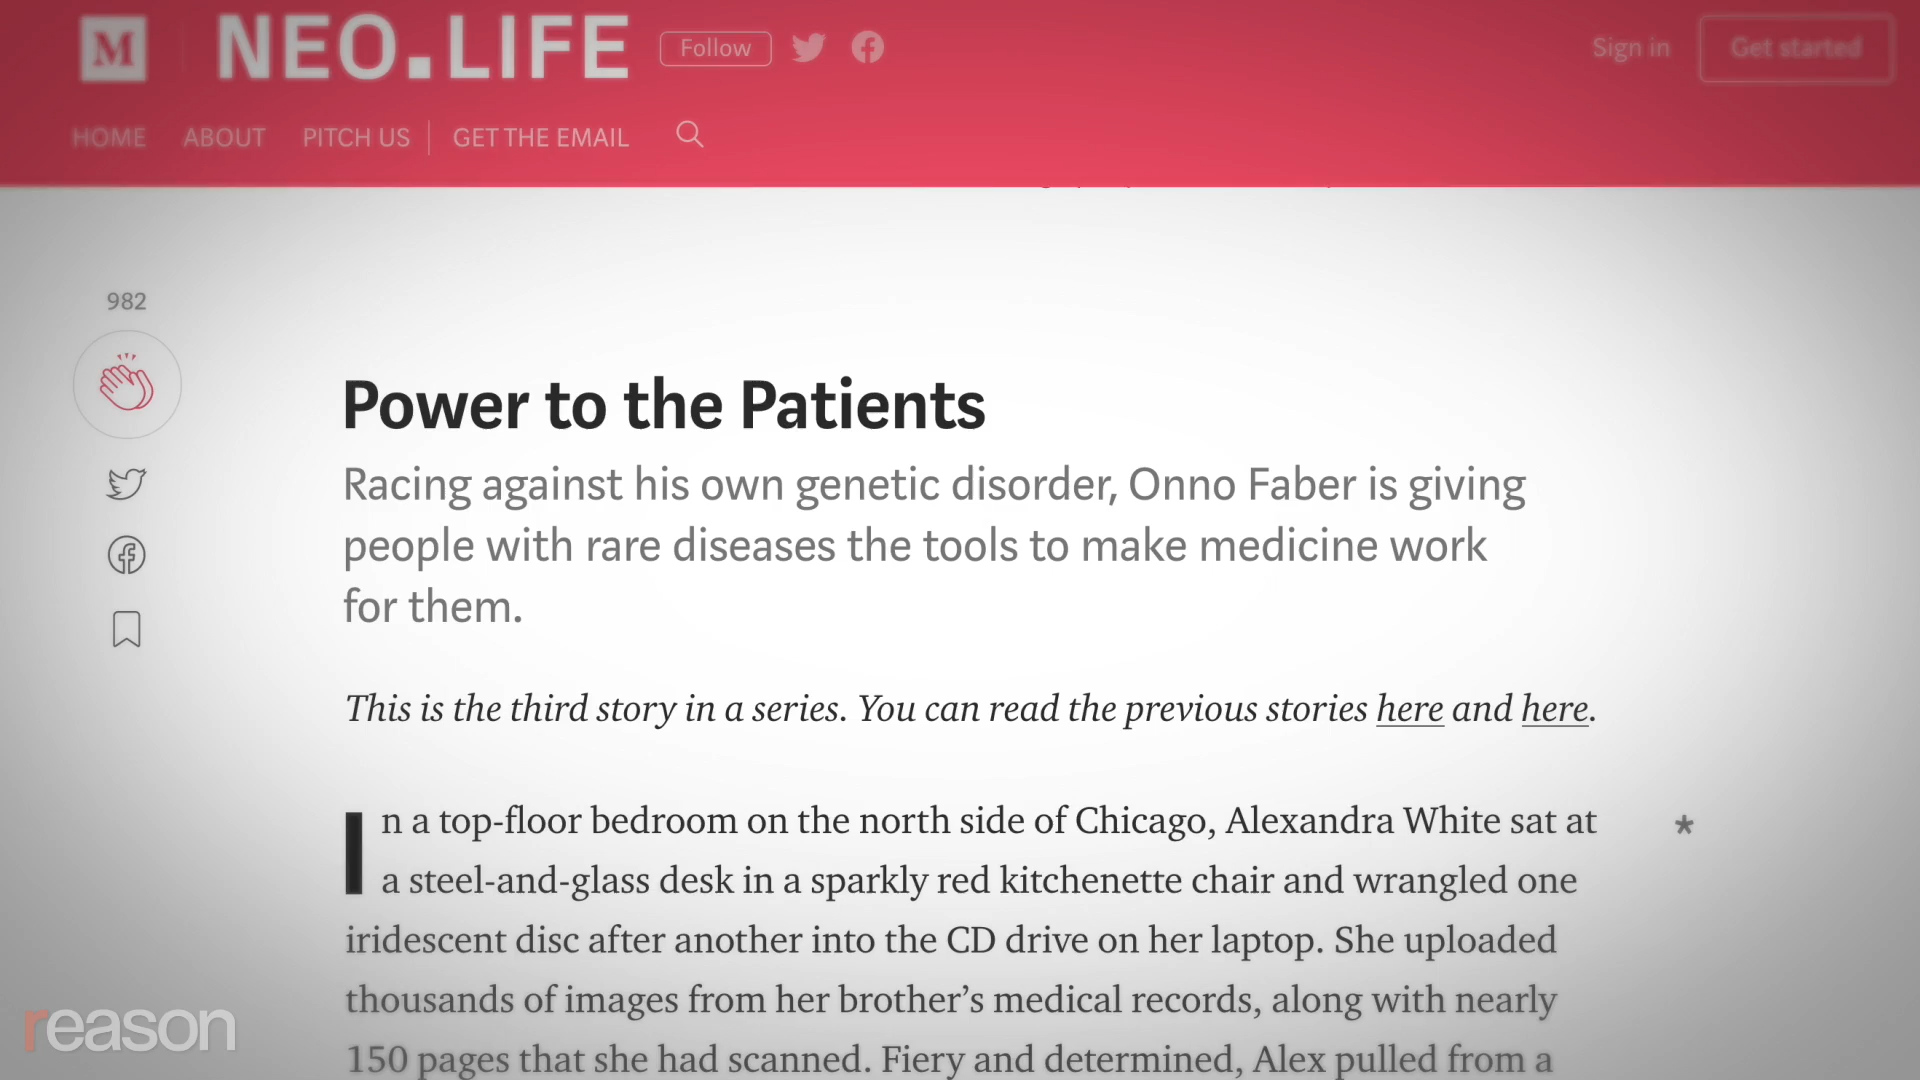 M
NEO.LIFE
Follow
Sign in
Get started
HOME
ABOUT
PITCH US
GET THE EMAIL
982
Power to the Patients
Racing against his own genetic disorder, Onno Faber is giving
people with rare diseases the tools to make medicine work
for them.
This is the third story in a series. You can read the previous stories here and here.
In a top-floor bedroom on the north side of Chicago, Alexandra White sat at
*
a steel-and-glass desk in a sparkly red kitchenette chair and wrangled one
iridescent disc after another into the CD drive on her laptop. She uploaded
thousands of images from her brother’s medical records, along with nearly
150 pages that she had scanned. Fiery and determined, Alex pulled from a
reason